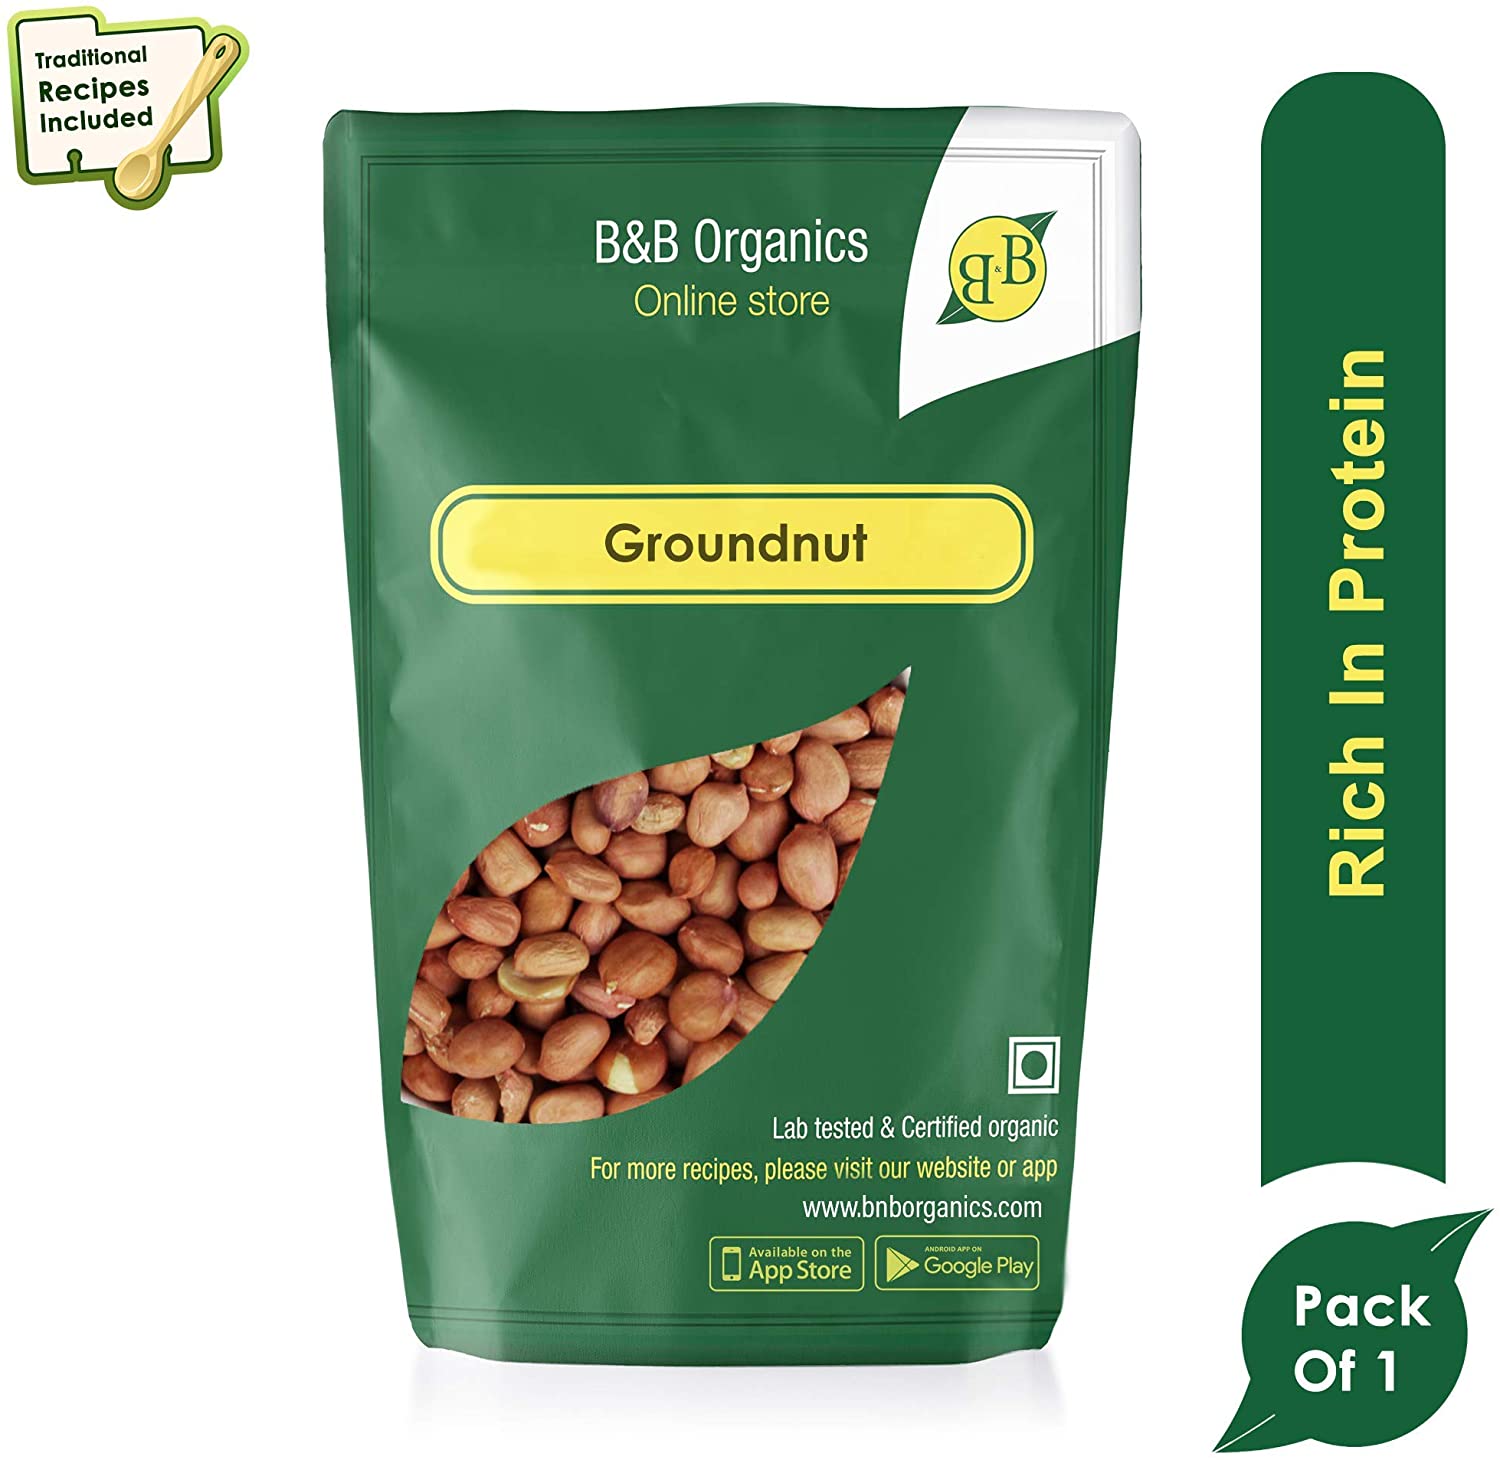 Traditional
Recipes
Included
B&B Organics
Online store
B&B
Groundnut
Lab tested & Certified organic
For more recipes, please visit our website or app
www.bnborganics.com
Available on the
App Store
ANDROID APP ON
Google Play
Rich In Protein
Pack
Of 1